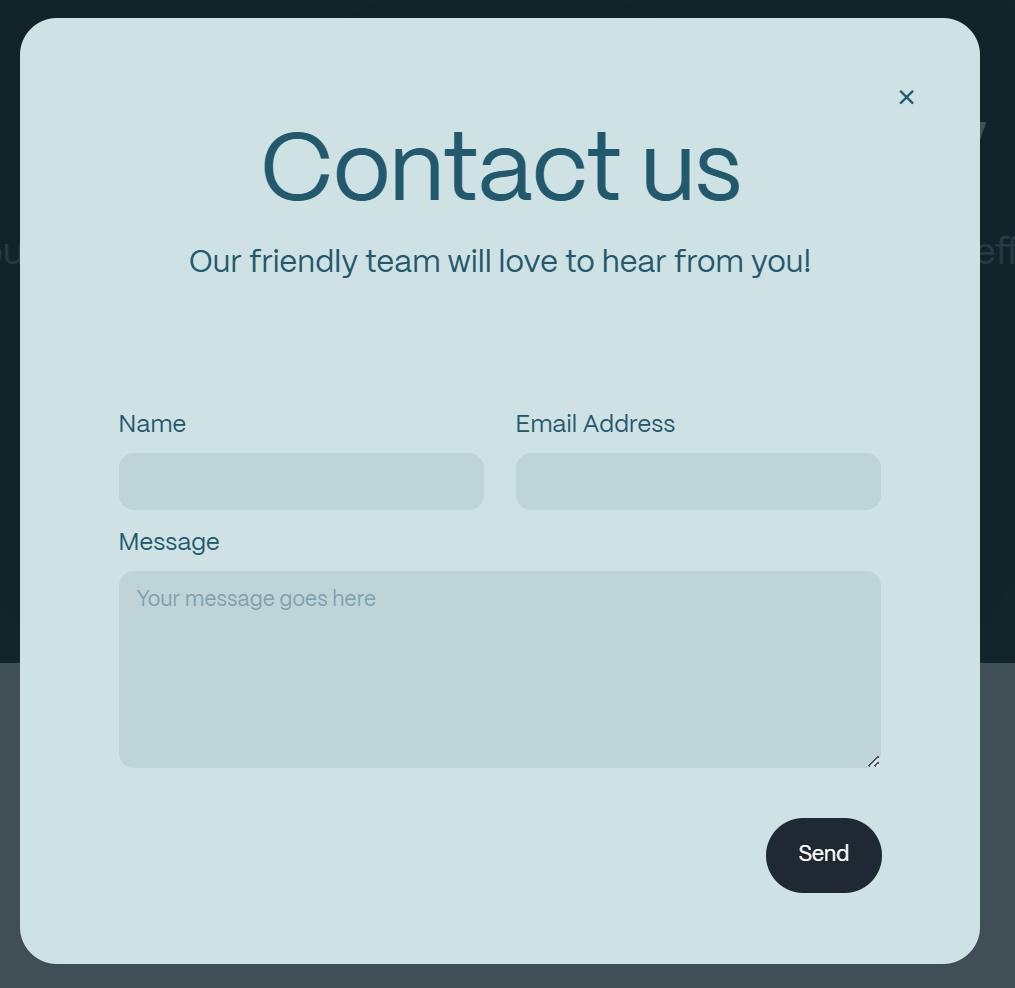 Contact us
Our friendly team will love to hear from you!
Name
Email Address
Message
Your message goes here
Send